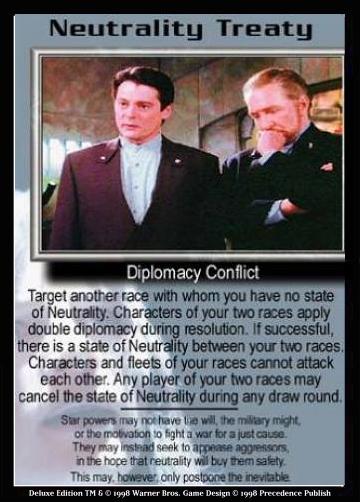 Neutrality Treaty
Diplomacy Conflict
Target another race with whom you have no state
of Neutrality. Characters of your two races apply
double diplomacy during resolution. If successful,
there is a state of Neutrality between your two races.
Characters and fleets of your races cannot attack
each other. Any player of your two races may
cancel the state of Neutrality during any draw round.
Star powers may not have the will, the military might,
or the motivation to fight a war for a just cause.
They may instead seek to appease aggressors,
in the hope that neutrality will buy them safety.
This may, however, only postpone the inevitable.
Deluxe Edition TM & © 1998 Warner Bros. Game Design © 1998 Precedence Publish